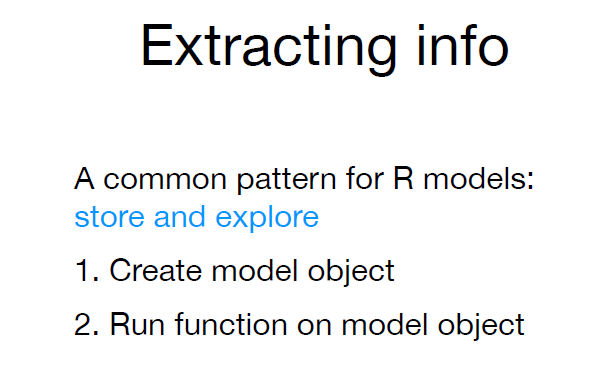 Extracting info
A common pattern for R models:
store and explore
1. Create model object
2. Run function on model object